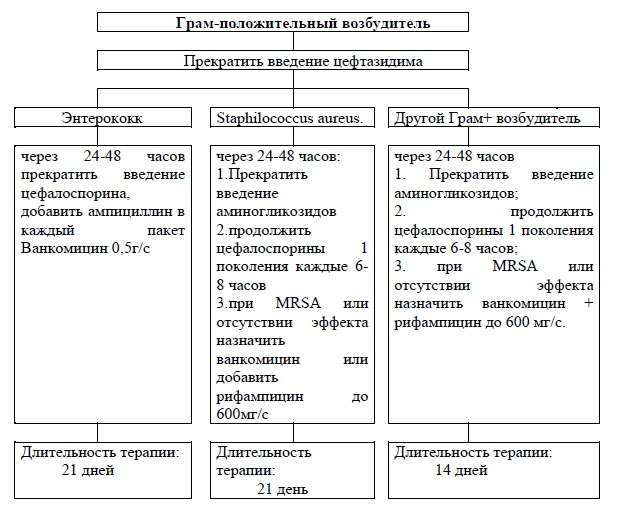 Грам-положительный возбудитель
Прекратить введение цефтазидима
Энтерококк
через 24-48 часов
прекратить введение
цефалоспорина,
добавить ампициллин в
каждый пакет
Ванкомицин 0,5г/с
Длительность терапии:
21 дней
Staphilococcus aureus.
через 24-48 часов:
1.Прекратить
введение
аминогликозидов
2.продолжить
цефалоспорины 1
поколения каждые 6-
8 часов
3.при MRSA или
отсутствии эффекта
назначить
ванкомицин или
добавить
рифампицин до
600мг/с
Длительность
терапии:
21 день
Другой Грам+ возбудитель
через 24-48 часов
1. Прекратить введение
аминогликозидов;
2. продолжить
цефалоспорины 1 поколения
каждые 6-8 часов;
3. при MRSA или
отсутствии эффекта
назначить ванкомицин +
рифампицин до 600 мг/с.
Длительность терапии:
14 дней